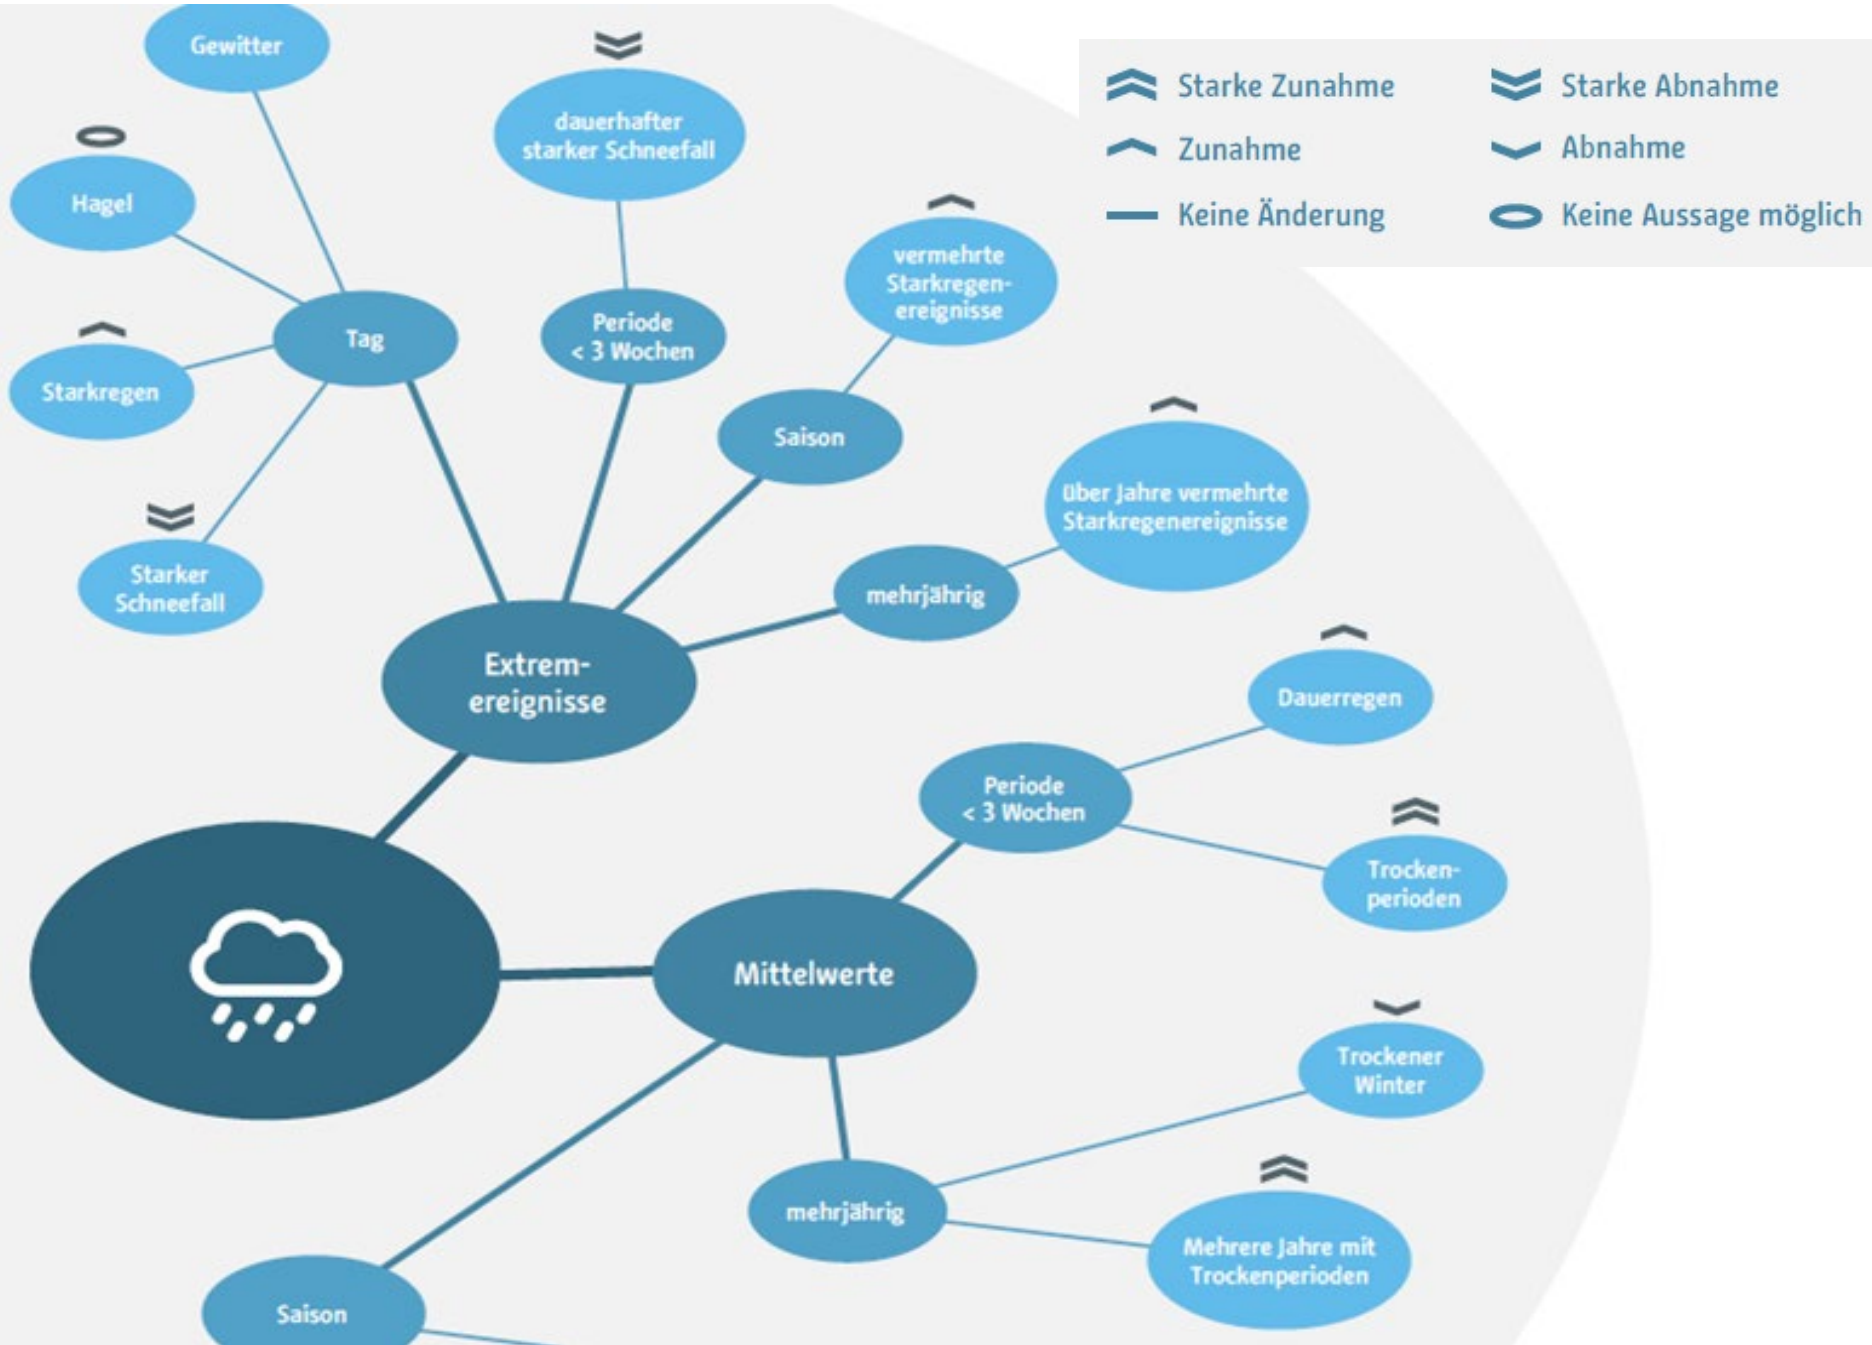 Gewitter
Hagel
Starkregen
Starker
Schneefall
Tag
dauerhafter
starker Schneefall
Periode
< 3 Wochen
vermehrte
Starkregen-
ereignisse
Saison
über Jahre vermehrte
Starkregenereignisse
mehrjährig
Extrem-
ereignisse
Starke Zunahme
Zunahme
Keine Änderung
Starke Abnahme
Abnahme
Keine Aussage möglich
Dauerregen
Periode
< 3 Wochen
Trocken-
perioden
Mittelwerte
Trockener
Winter
mehrjährig
Mehrere Jahre mit
Trockenperioden
Saison